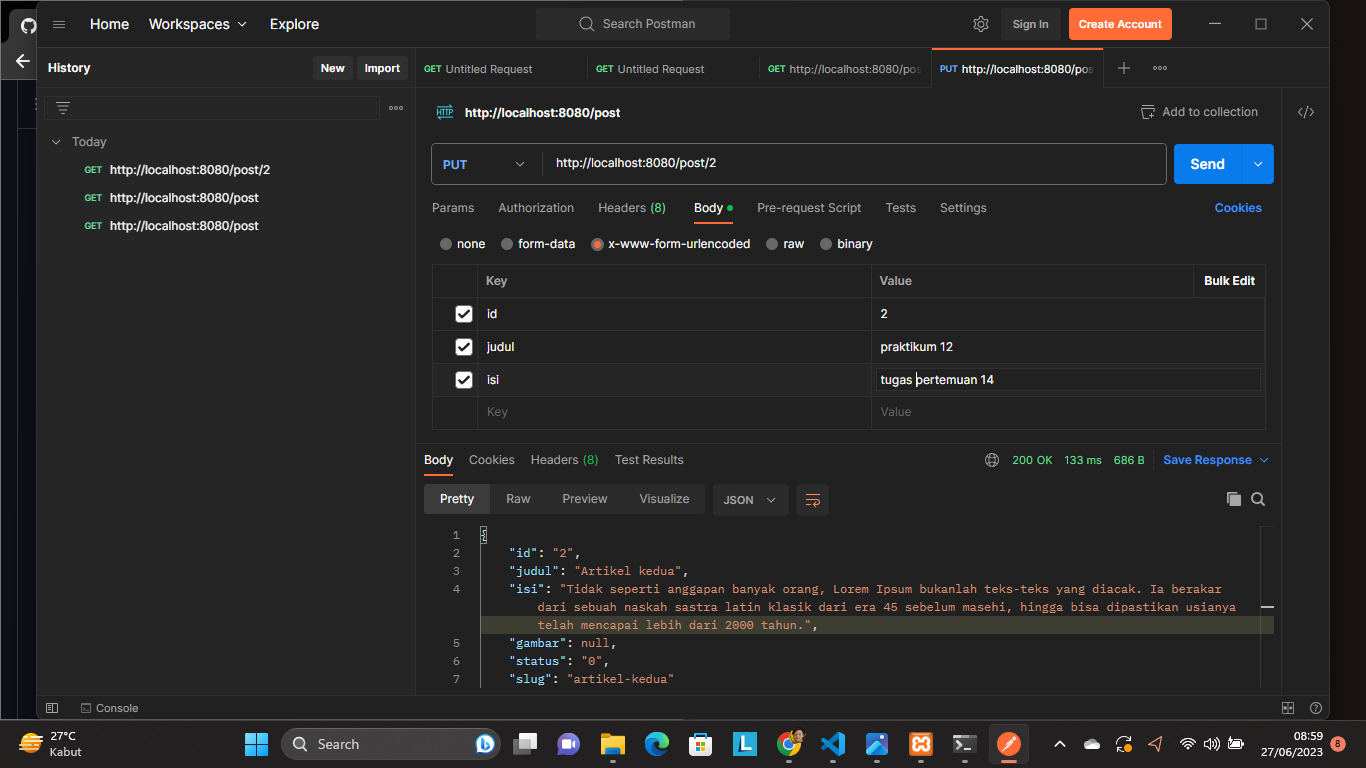 Home Workspaces Explore Search Postman Sign In Create Account
History New Import GET Untitled Request GET Untitled Request GET http://localhost:8080/pos PUT http://localhost:8080/pos
HTTP http://localhost:8080/post Add to collection
Today
GET http://localhost:8080/post/2
GET http://localhost:8080/post
GET http://localhost:8080/post
PUT http://localhost:8080/post/2 Send
Params Authorization Headers (8) Body Pre-request Script Tests Settings Cookies
none form-data x-www-form-urlencoded raw binary
Key Value Bulk Edit
id 2
judul praktikum 12
isi tugas pertemuan 14
Key Value
Body Cookies Headers (8) Test Results 200 OK 133 ms 686 B Save Response
Pretty Raw Preview Visualize JSON
1 {
2 "id": "2",
3 "judul": "Artikel kedua",
4 "isi": "Tidak seperti anggapan banyak orang, Lorem Ipsum bukanlah teks-teks yang diacak. Ia berakar
dari sebuah naskah sastra latin klasik dari era 45 sebelum masehi, hingga bisa dipastikan usianya
telah mencapai lebih dari 2000 tahun.",
5 "gambar": null,
6 "status": "0",
7 "slug": "artikel-kedua"
Console
27°C
Kabut
Search
L
08:59
27/06/2023
8